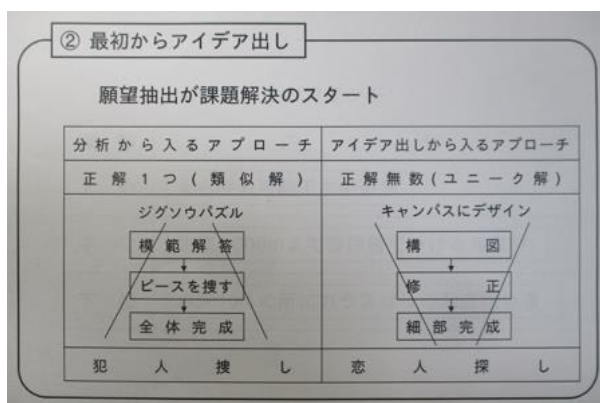 ② 最初からアイデア出し
願望抽出が課題解決のスタート
分析から入るアプローチ
アイデア出しから入るアプローチ
正解1つ(類似解)
正解無数(ユニーク解)
ジグソウパズル
模範解答
ピースを捜す
全体完成
キャンバスにデザイン
構図
修正
細部完成
犯人捜し
恋人探し